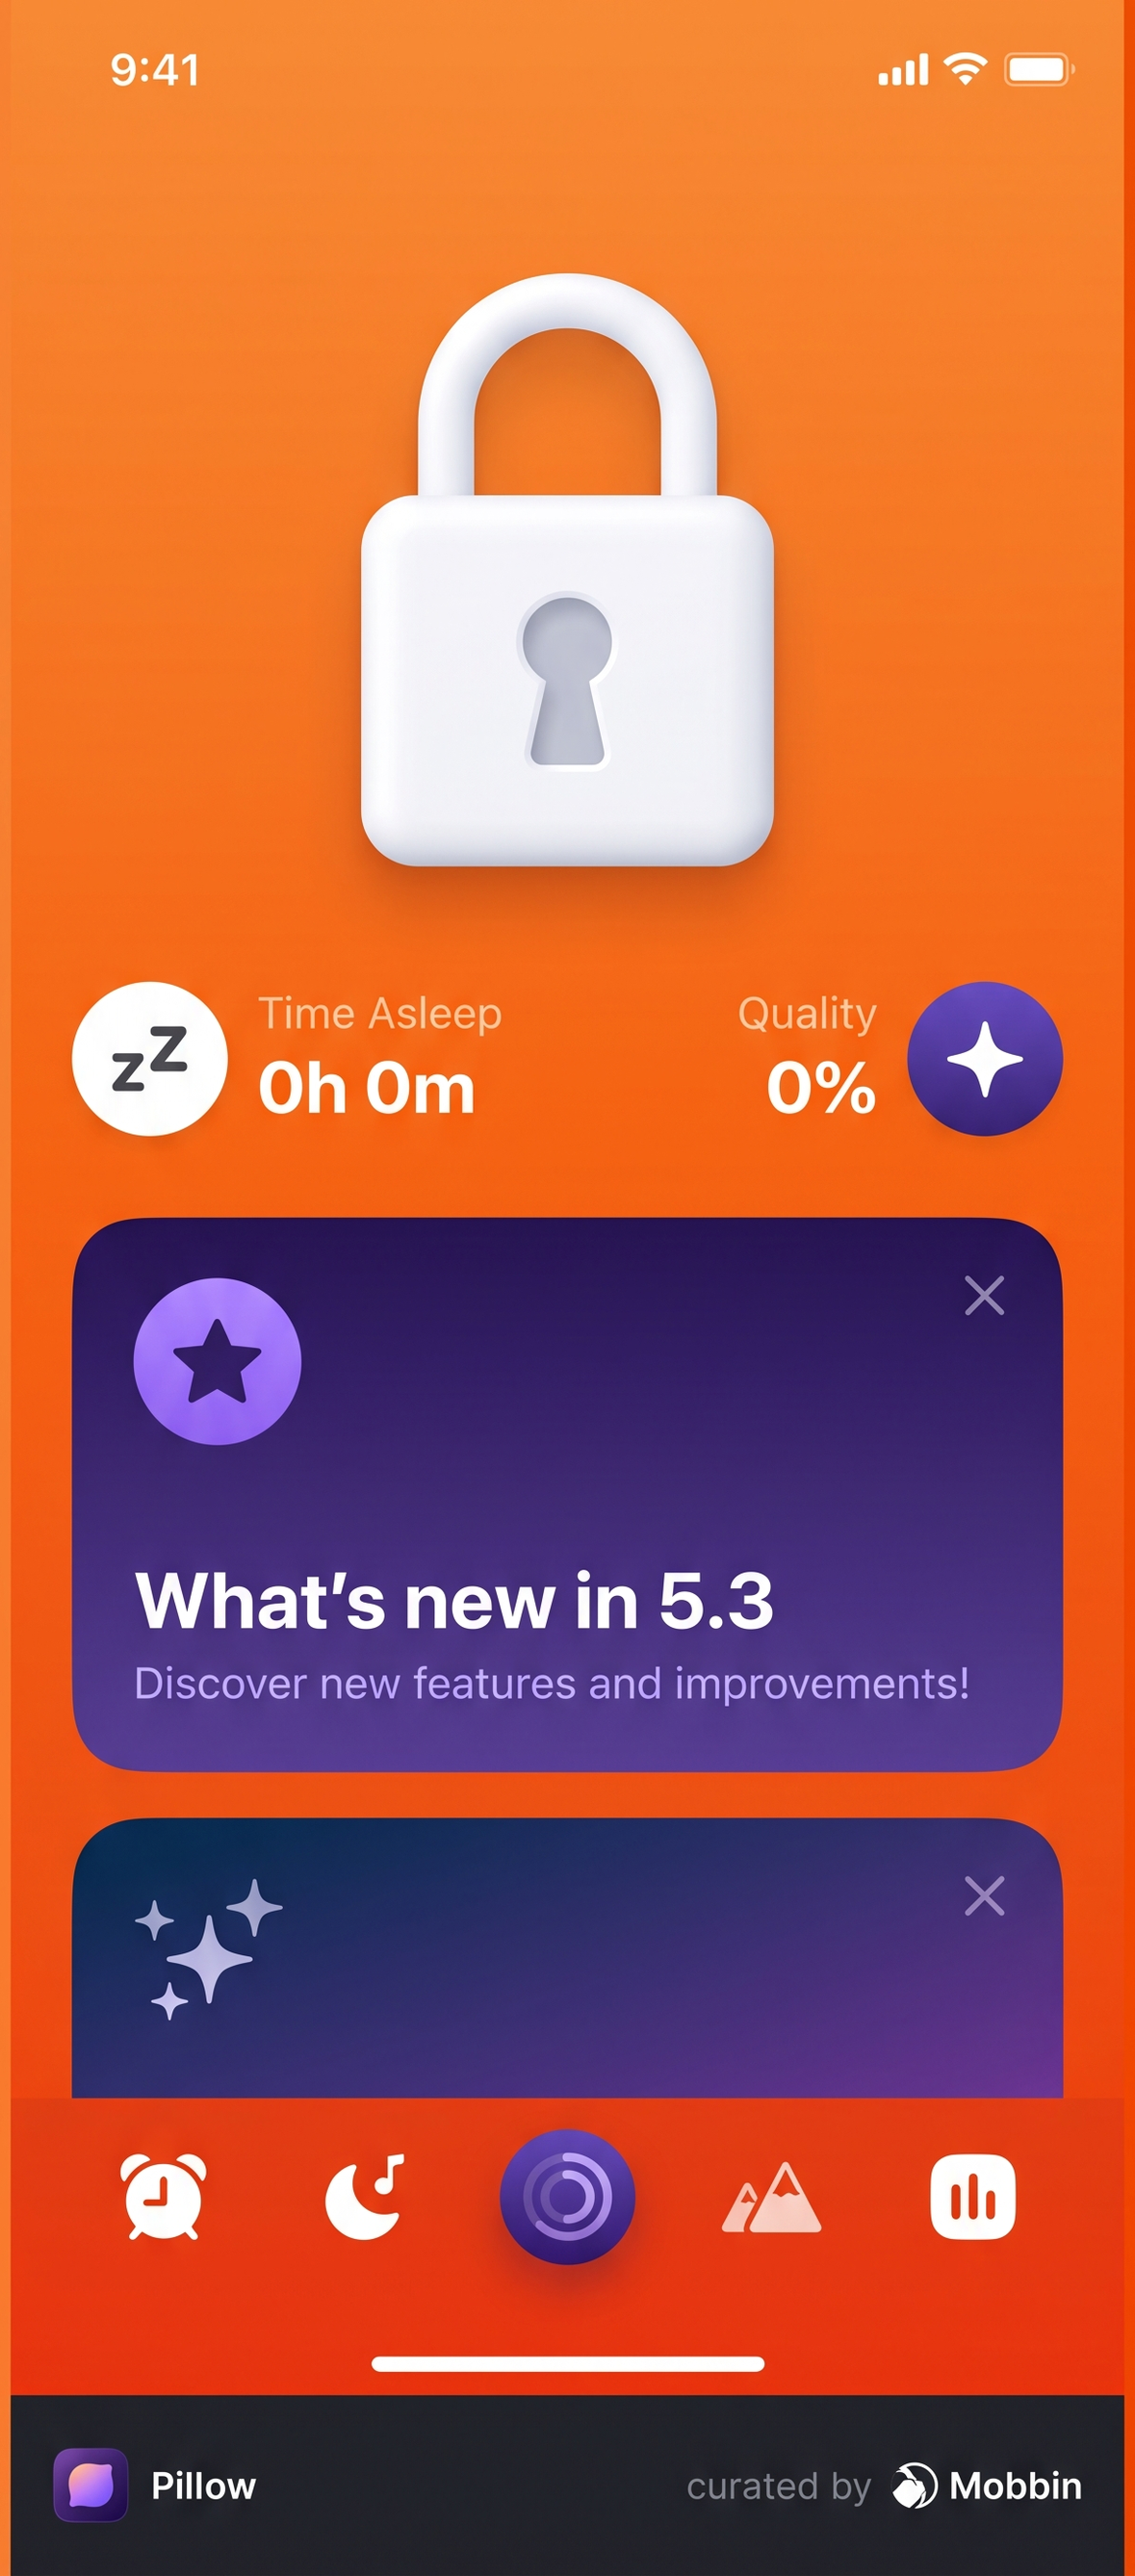 9:41
zZ
Time Asleep
Quality
0h 0m
0%
What's new in 5.3
Discover new features and improvements!
Pillow
curated by Mobbin